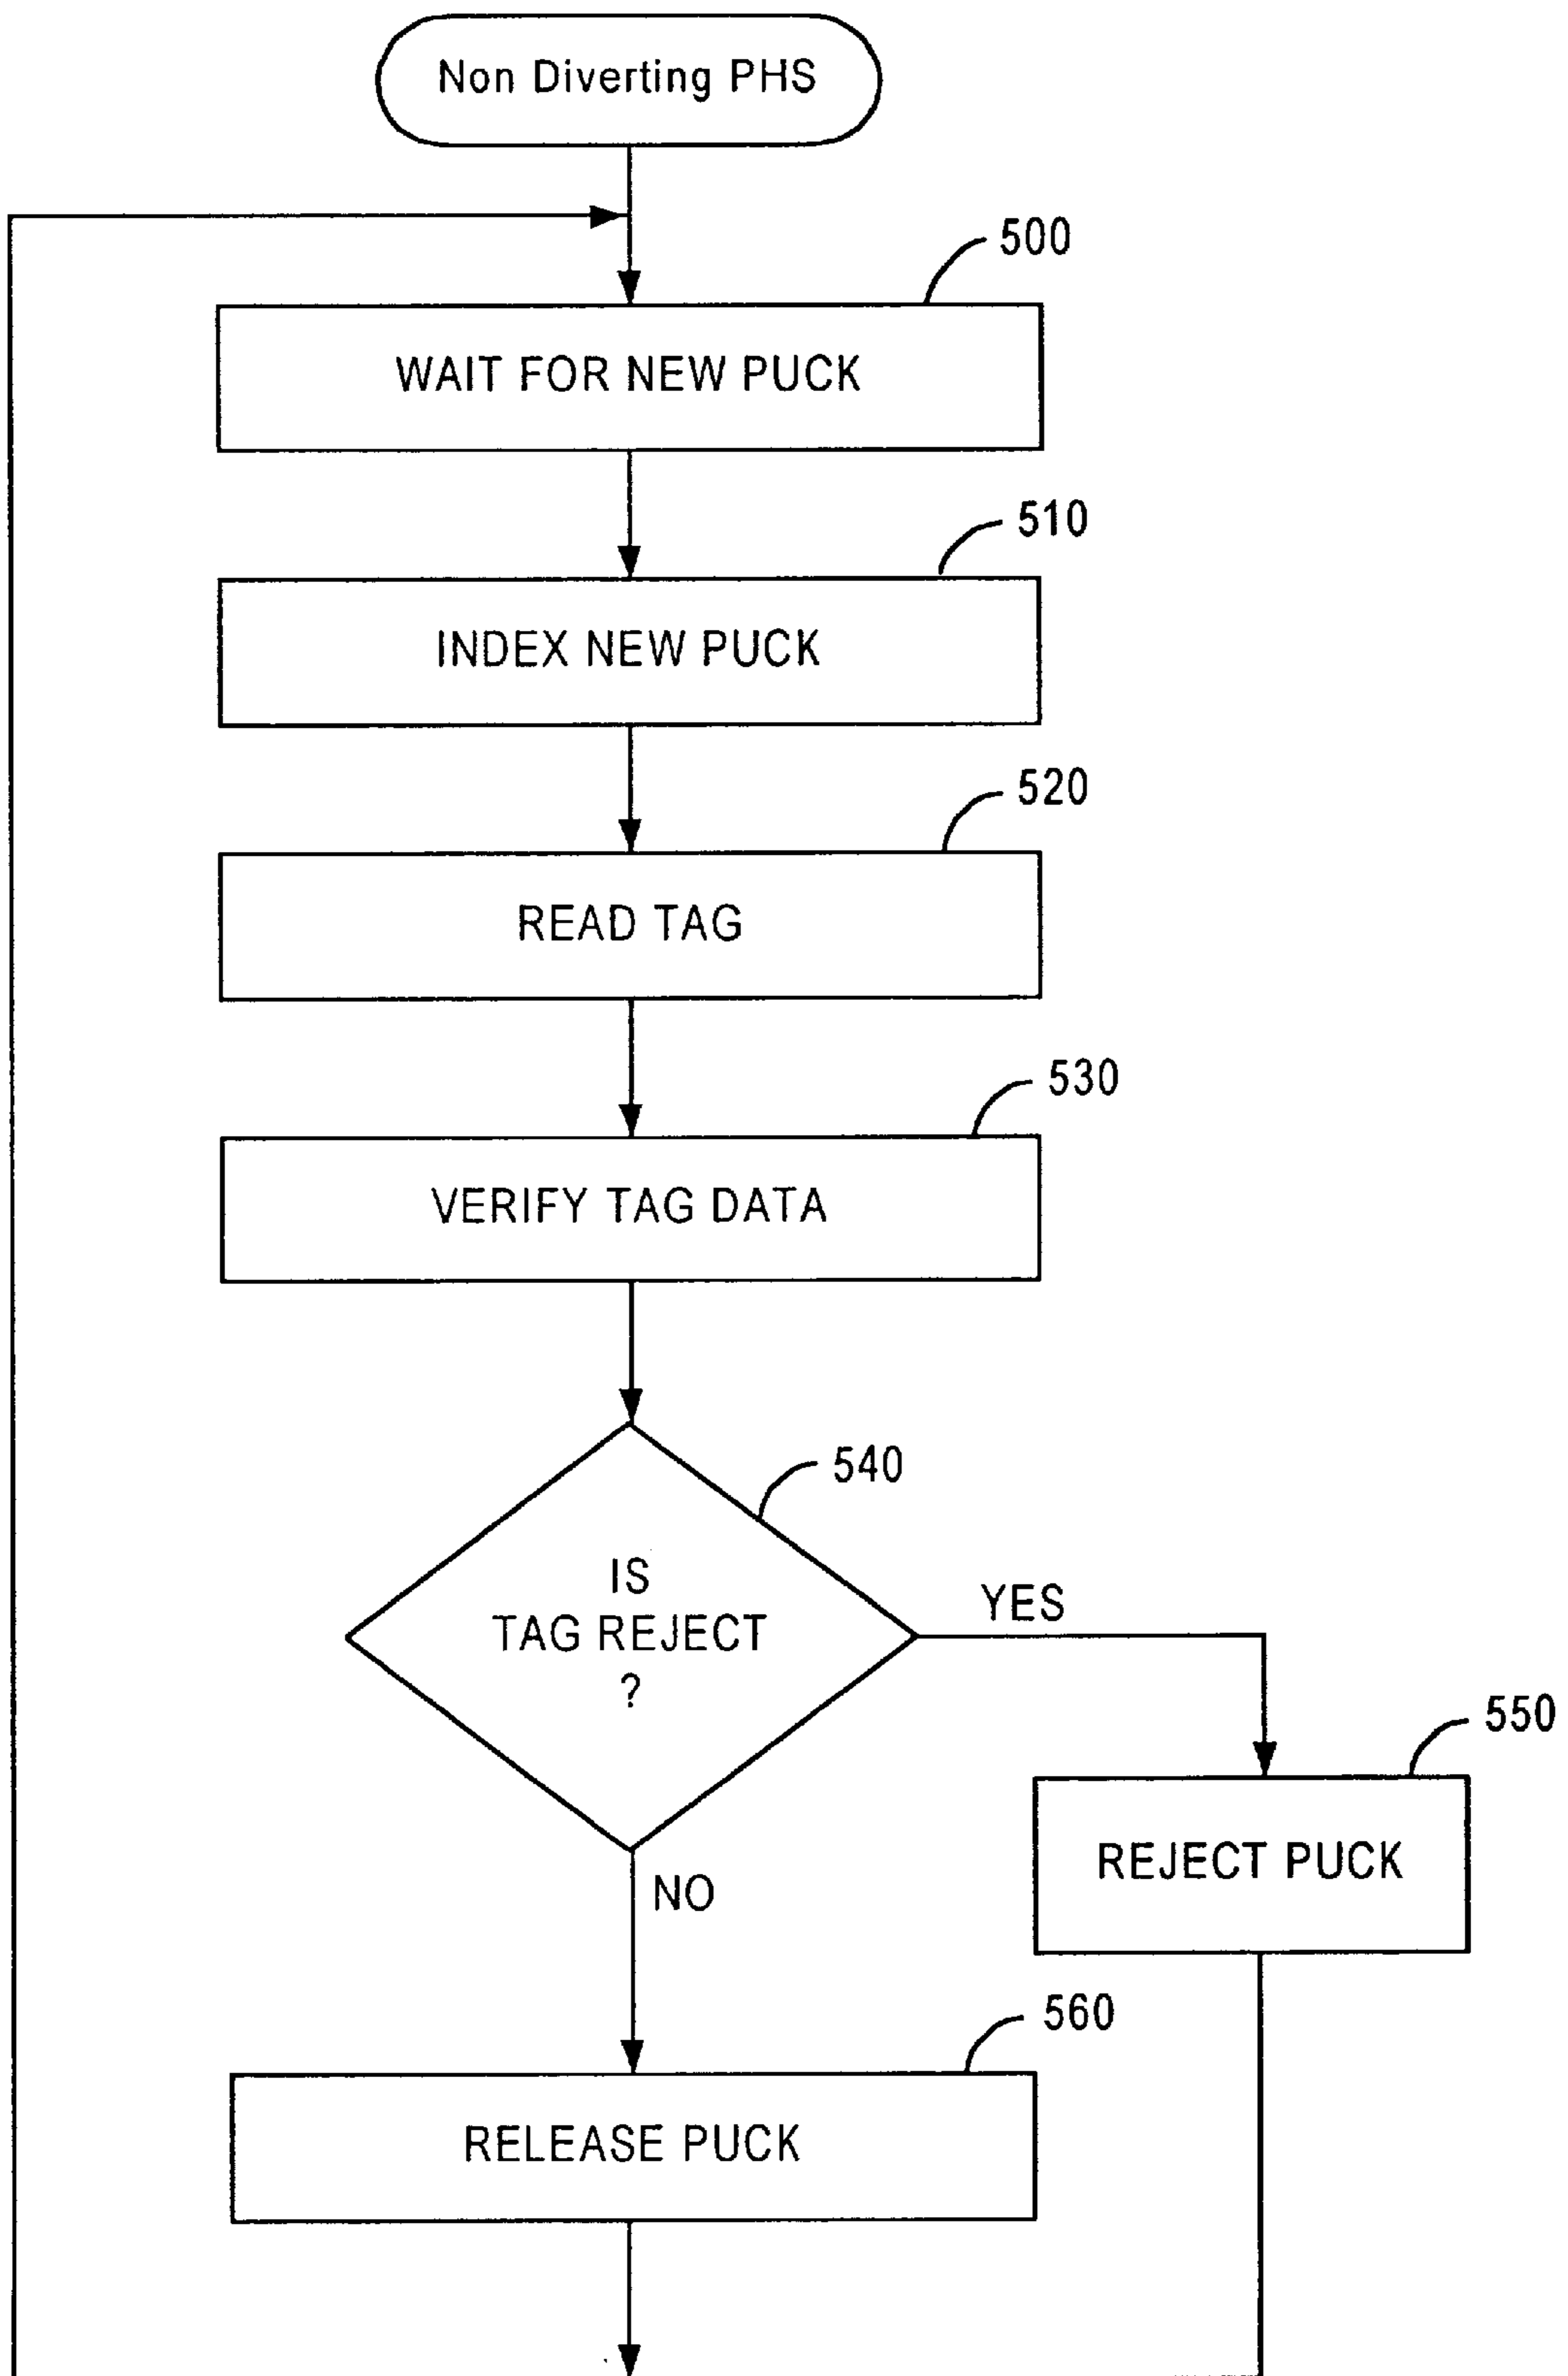 Non Diverting PHS
500
WAIT FOR NEW PUCK
510
INDEX NEW PUCK
520
READ TAG
530
VERIFY TAG DATA
540
IS
TAG REJECT
?
YES
550
REJECT PUCK
NO
560
RELEASE PUCK